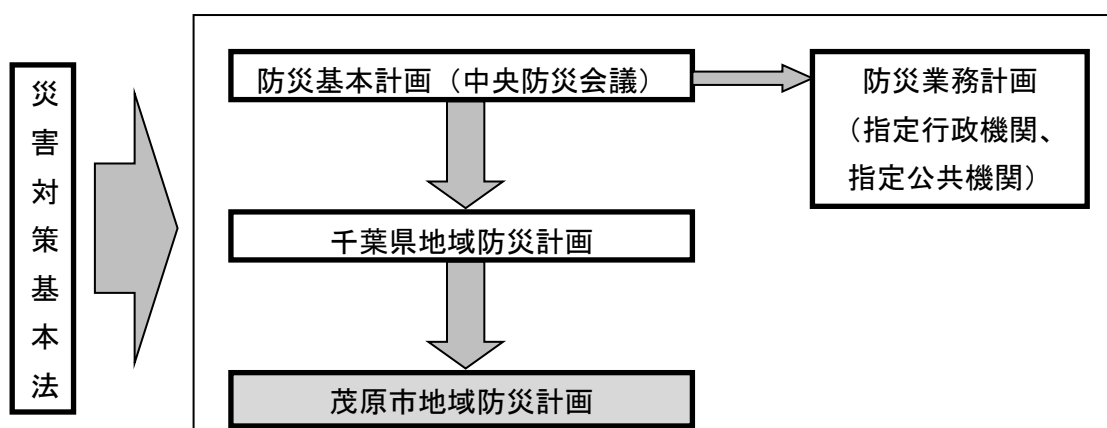 災害対策基本法
防災基本計画（中央防災会議）
防災業務計画
（指定行政機関、
指定公共機関）
千葉県地域防災計画
茂原市地域防災計画